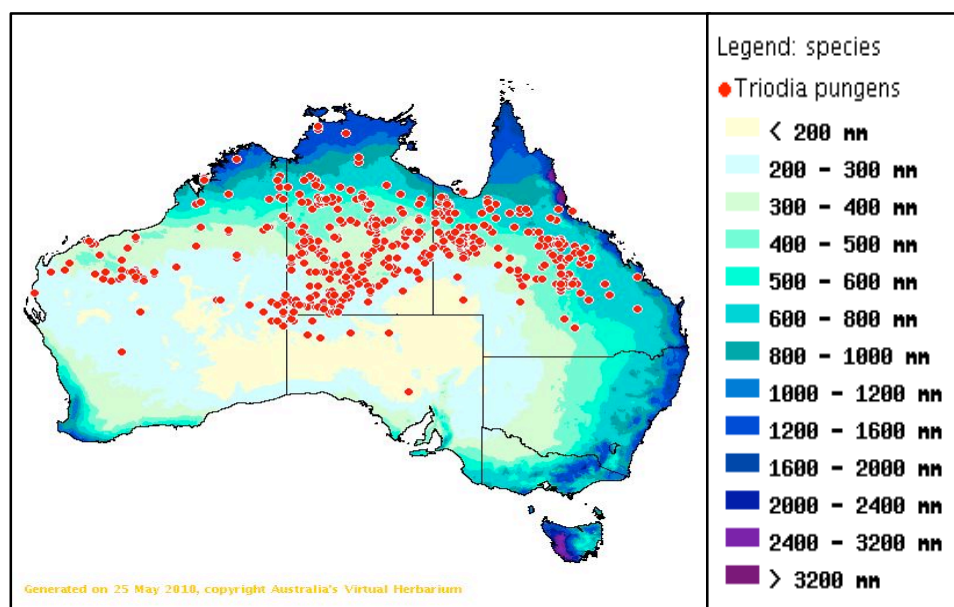 Legend: species
Triodia pungens
< 200 mm
200 - 300 mm
300 - 400 mm
400 - 500 mm
500 - 600 mm
600 - 800 mm
800 - 1000 mm
1000 - 1200 mm
1200 - 1600 mm
1600 - 2000 mm
2000 - 2400 mm
2400 - 3200 mm
> 3200 mm
Generated on 25 May 2010, copyright Australia's Virtual Herbarium